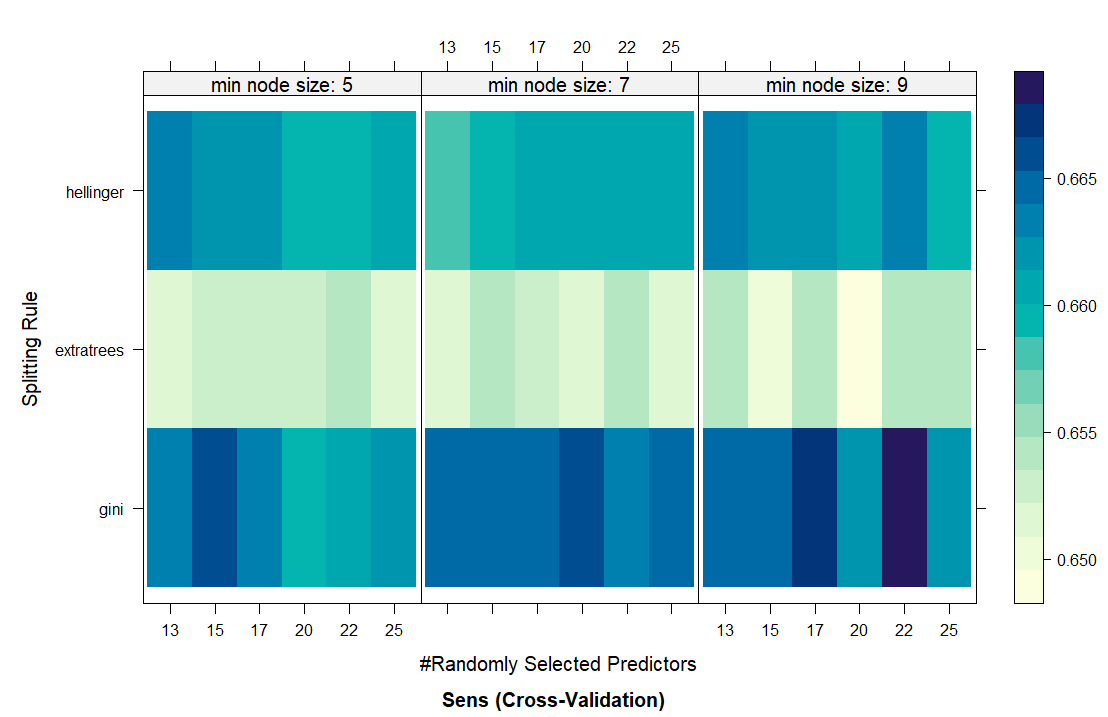 13 15 17 20 22 25
min node size: 5 min node size: 7 min node size: 9
hellinger
extratrees
gini
Splitting Rule
0.665
0.660
0.655
0.650
13 15 17 20 22 25 13 15 17 20 22 25
#Randomly Selected Predictors
Sens (Cross-Validation)